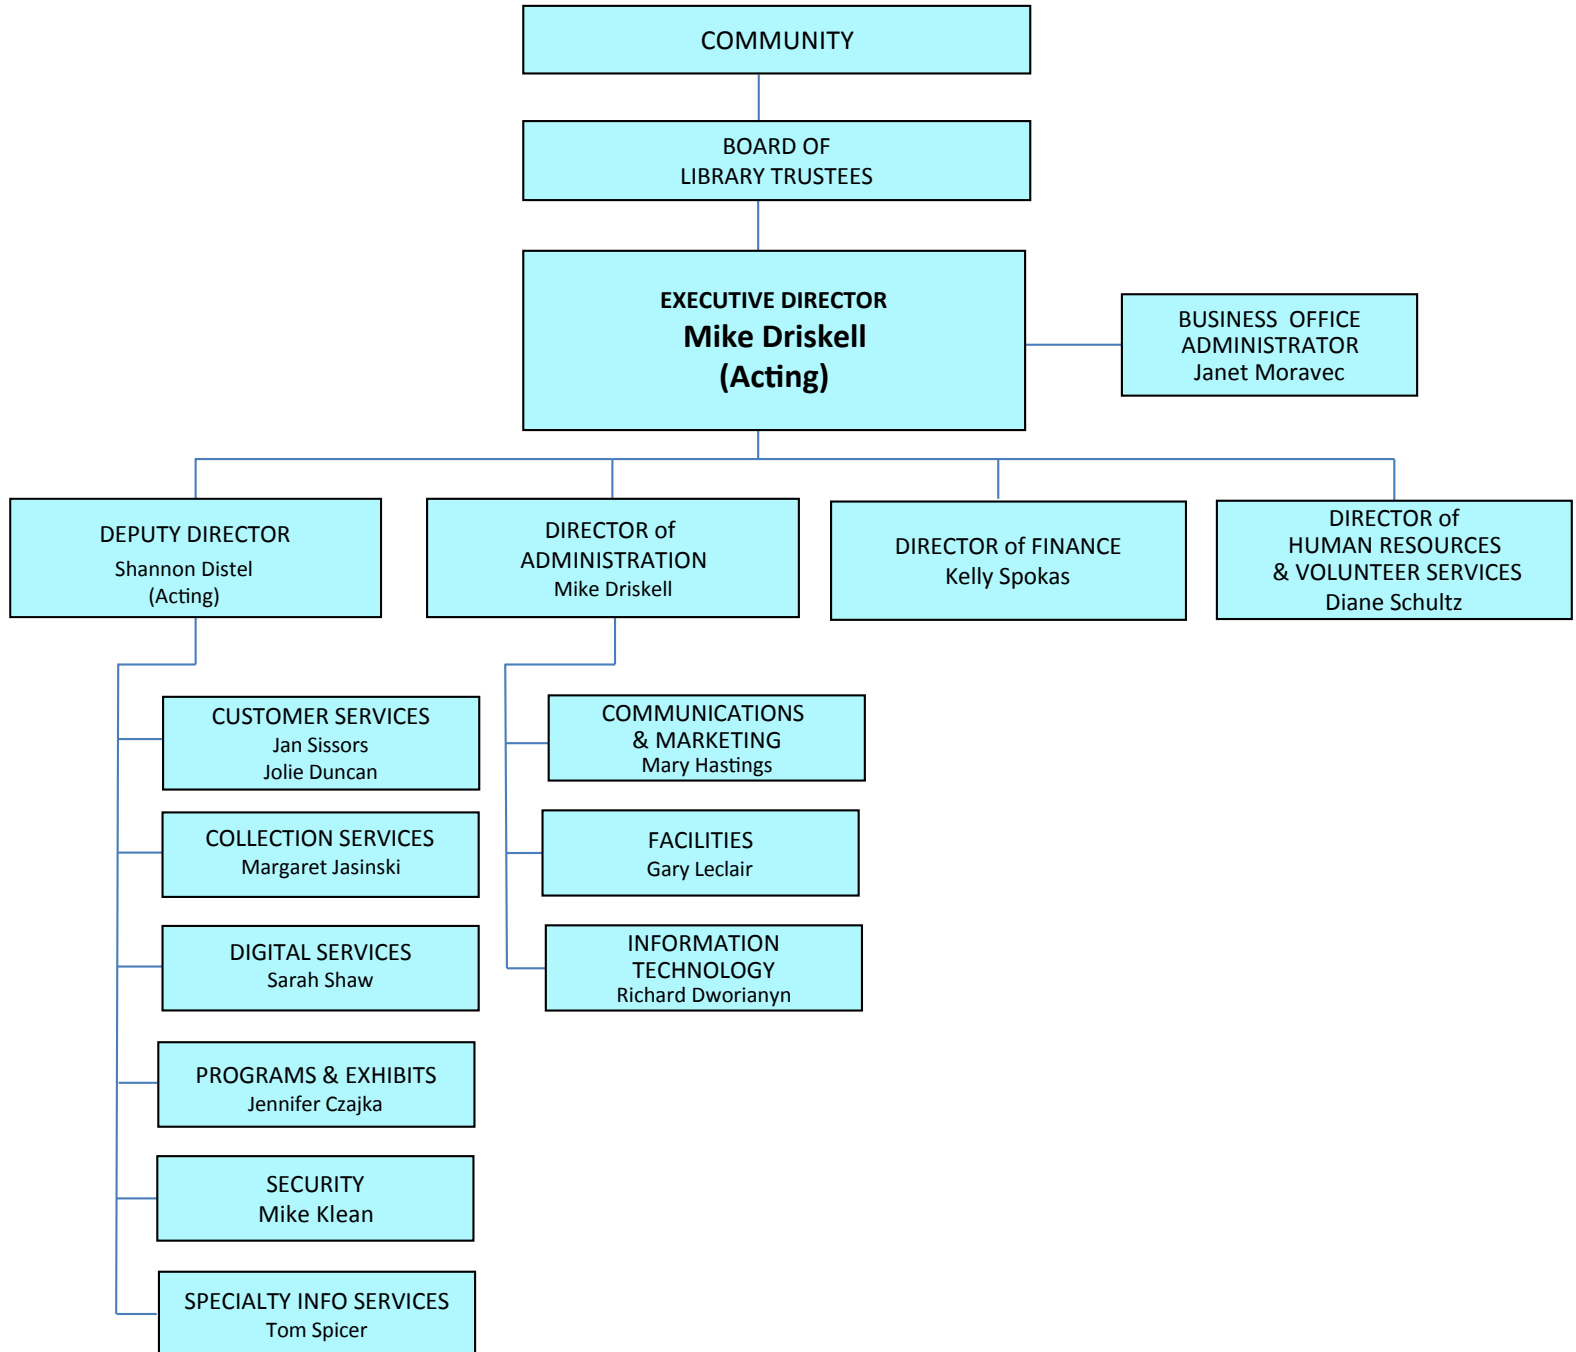 COMMUNITY
BOARD OF
LIBRARY TRUSTEES
EXECUTIVE DIRECTOR
Mike Driskell
(Acting)
BUSINESS OFFICE
ADMINISTRATOR
Janet Moravec
DEPUTY DIRECTOR
Shannon Distel
(Acting)
DIRECTOR of
ADMINISTRATION
Mike Driskell
DIRECTOR of FINANCE
Kelly Spokas
DIRECTOR of
HUMAN RESOURCES
& VOLUNTEER SERVICES
Diane Schultz
CUSTOMER SERVICES
Jan Sissors
Jolie Duncan
COLLECTION SERVICES
Margaret Jasinski
DIGITAL SERVICES
Sarah Shaw
PROGRAMS & EXHIBITS
Jennifer Czajka
SECURITY
Mike Klean
SPECIALTY INFO SERVICES
Tom Spicer
COMMUNICATIONS
& MARKETING
Mary Hastings
FACILITIES
Gary Leclair
INFORMATION
TECHNOLOGY
Richard Dworianyn